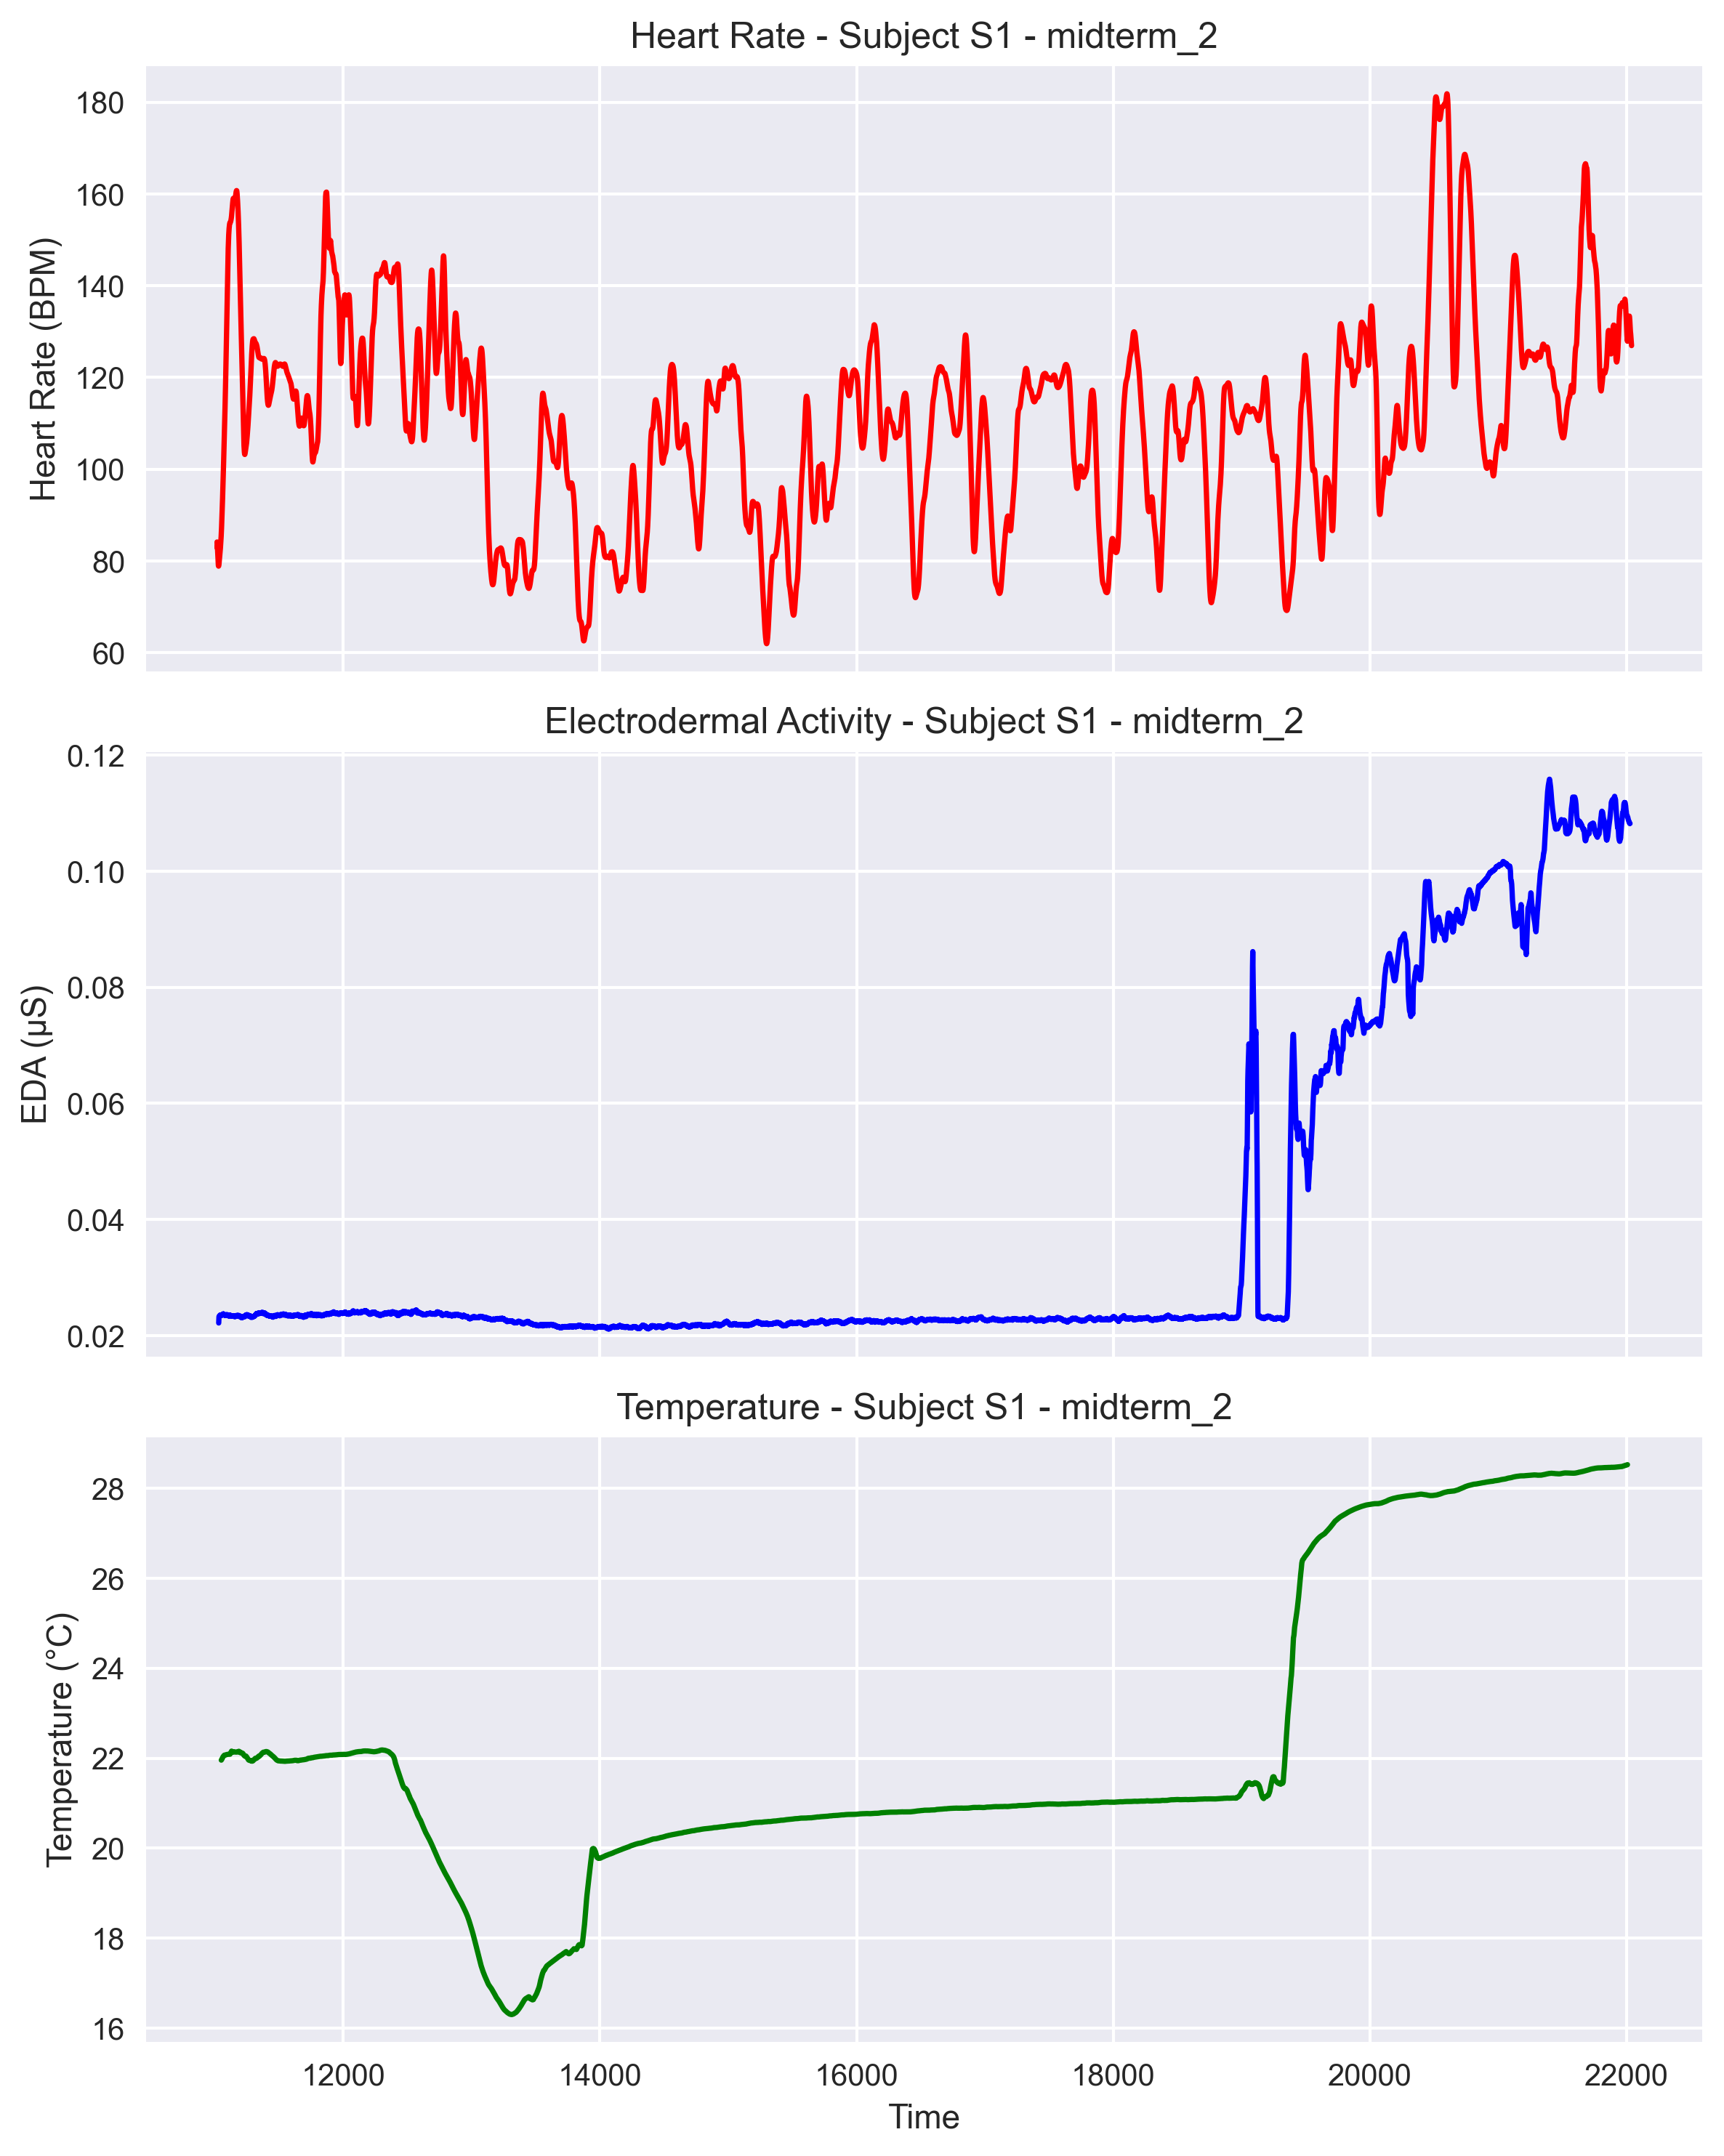 Heart Rate - Subject S1 - midterm_2
Heart Rate (BPM)
180
160
140
120
100
80
60
Electrodermal Activity - Subject S1 - midterm_2
EDA (μS)
0.12
0.10
0.08
0.06
0.04
0.02
Temperature - Subject S1 - midterm_2
Temperature (°C)
28
26
24
22
20
18
16
12000 14000 16000 18000 20000 22000
Time